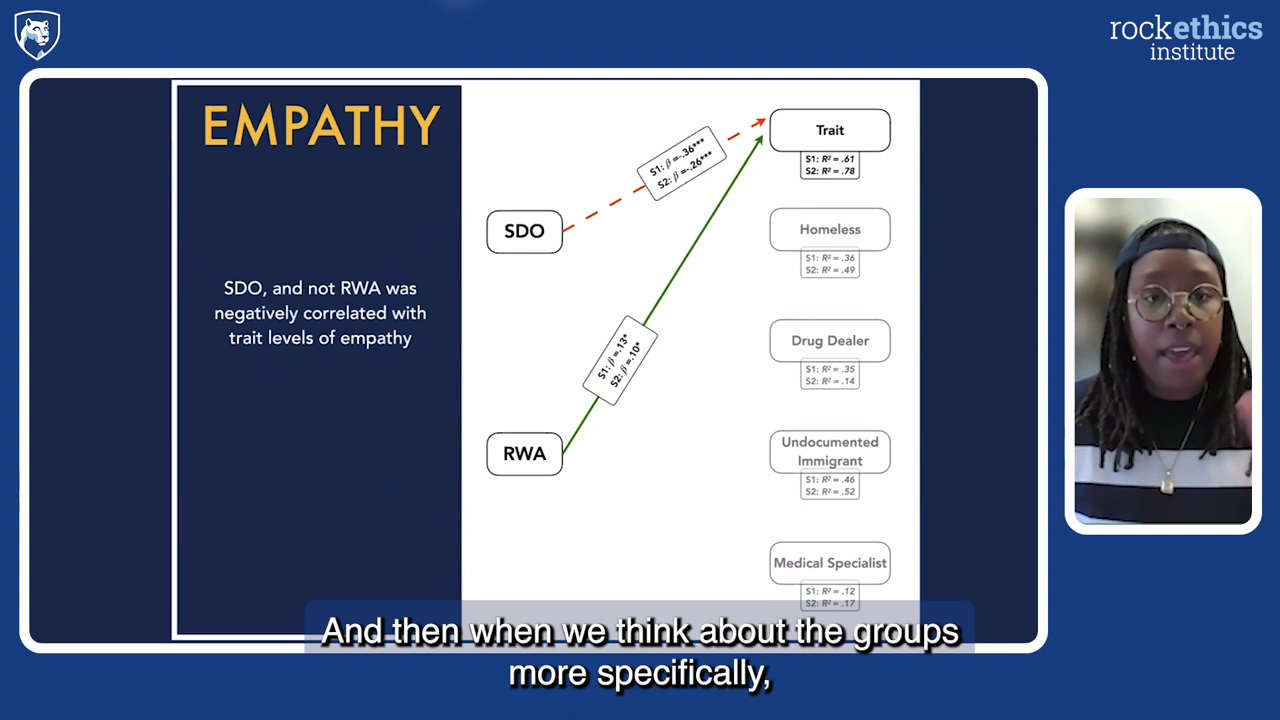 rockethics
institute
EMPATHY
SDO, and not RWA was
negatively correlated with
trait levels of empathy
SDO
RWA
S1: β =-.36***
S2: β =-.26***
S1: β =.13*
S2: β =.10*
Trait
S1: R² = .61
S2: R² = .78
Homeless
S1: R² = .36
S2: R² = .49
Drug Dealer
S1: R² = .35
S2: R² = .14
Undocumented
Immigrant
S1: R² = .46
S2: R² = .52
Medical Specialist
S1: R² = .12
S2: R² = .17
And then when we think about the groups
more specifically,